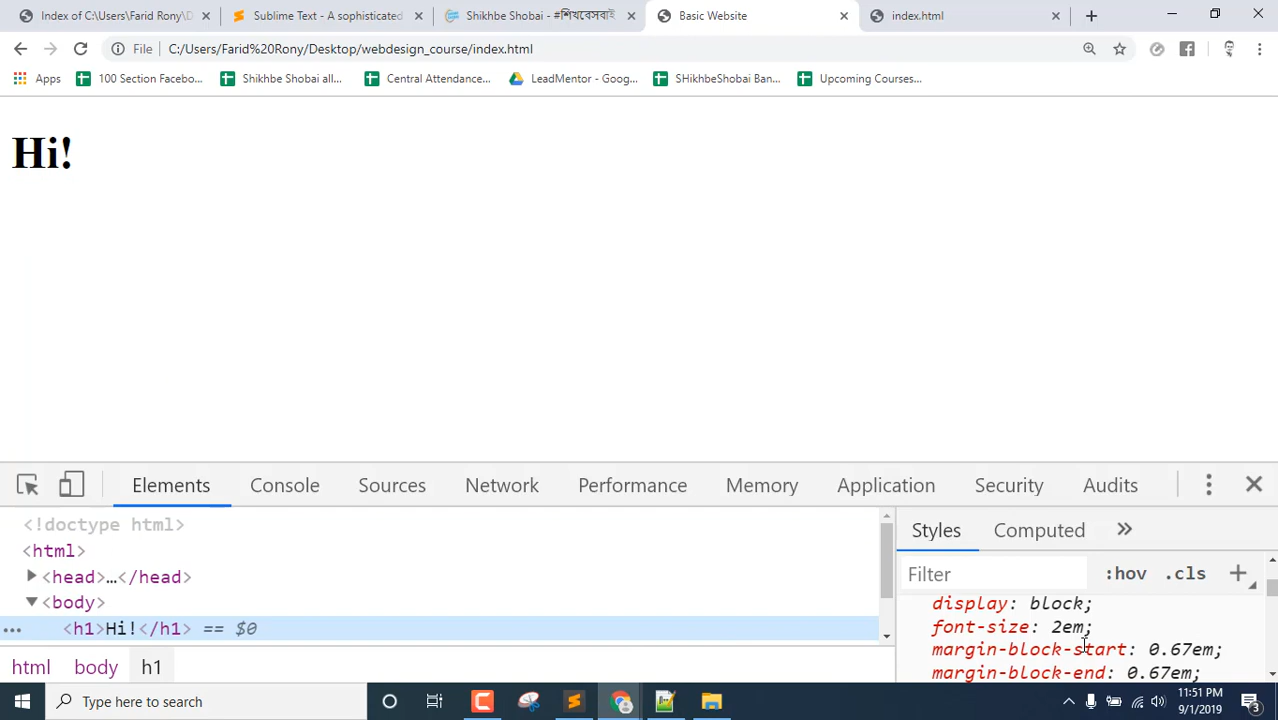 Index of C:\Users\Farid Rony\D
Sublime Text - A sophisticated
Shikhbe Shobai - #শিখবেসবাই
Basic Website
index.html
File
C:/Users/Farid%20Rony/Desktop/webdesign_course/index.html
Apps
100 Section Facebo...
Shikhbe Shobai all...
Central Attendance...
LeadMentor - Goog...
SHikhbeShobai Ban...
Upcoming Courses...
Hi!
Elements
Console
Sources
Network
Performance
Memory
Application
Security
Audits
<!doctype html>
<html>
<head>…</head>
<body>
... <h1>Hi!</h1> == $0
html body h1
Styles
Computed
Filter
:hov .cls
display: block;
font-size: 2em;
margin-block-start: 0.67em;
margin-block-end: 0.67em;
Type here to search
11:51 PM
9/1/2019
3